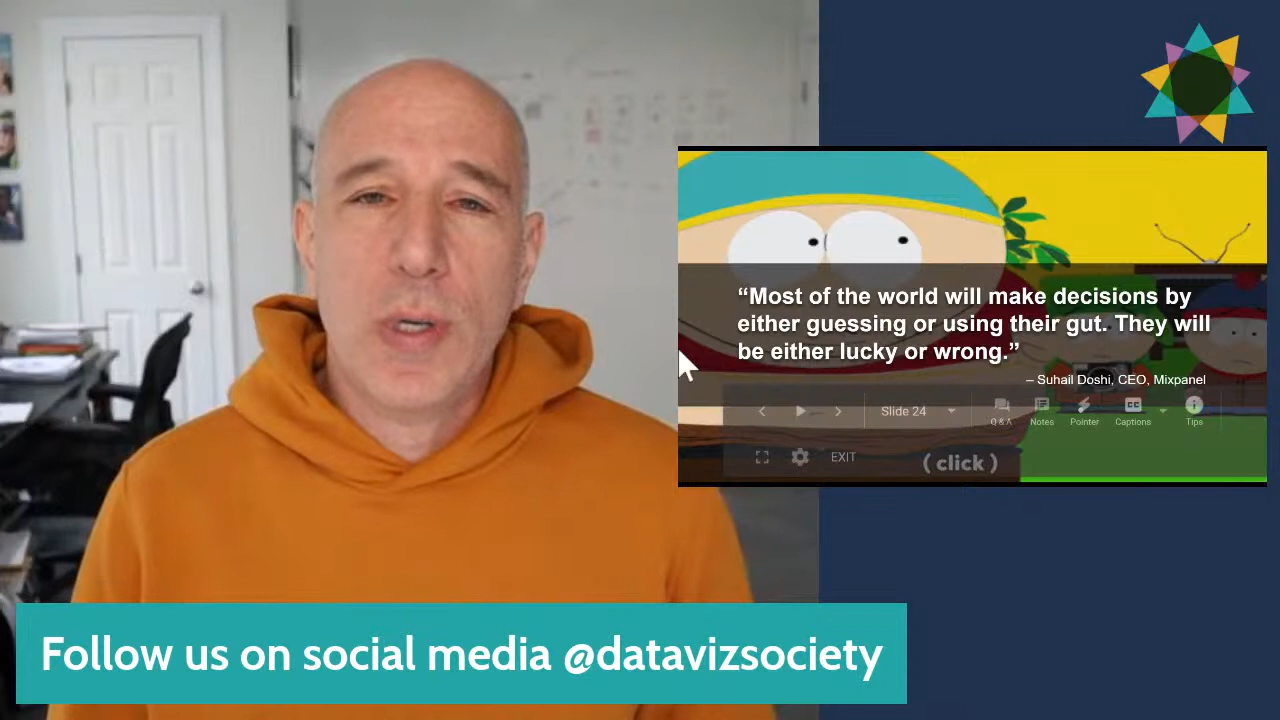 “Most of the world will make decisions by
either guessing or using their gut. They will
be either lucky or wrong.”
– Suhail Doshi, CEO, Mixpanel
Slide 24
Q & A
Notes
Pointer
CC
Captions
Tips
EXIT
( click )
Follow us on social media @datavizsociety